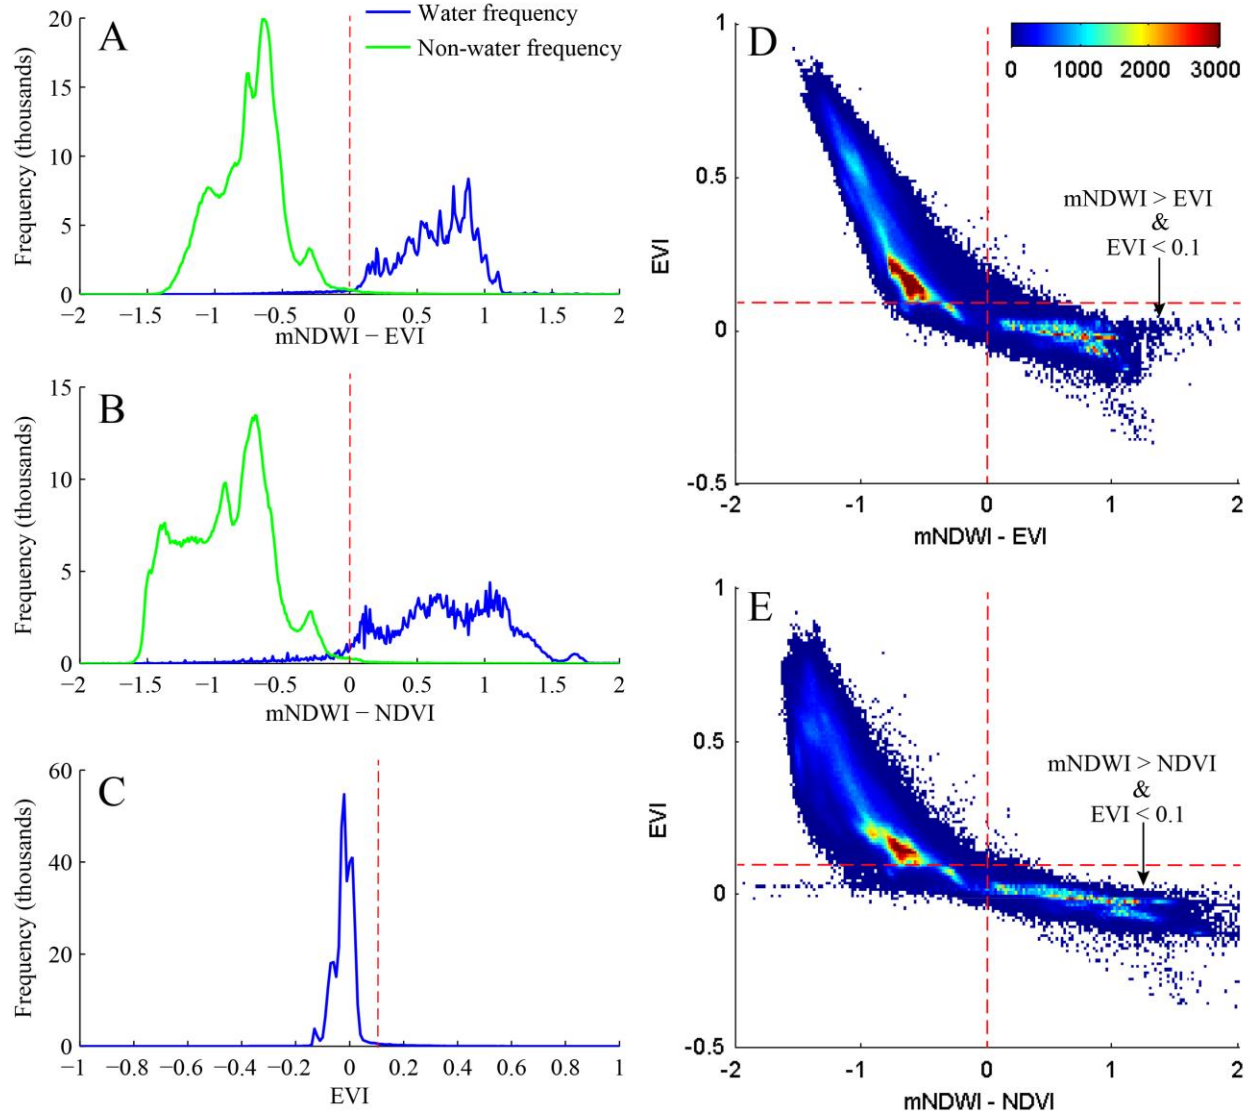 A
Water frequency
Non-water frequency
Frequency (thousands)
20
15
10
5
0
−2 −1.5 −1 −0.5 0 0.5 1 1.5 2
mNDWI − EVI
B
Frequency (thousands)
15
10
5
0
−2 −1.5 −1 −0.5 0 0.5 1 1.5 2
mNDWI − NDVI
C
Frequency (thousands)
60
40
20
0
−1 −0.8 −0.6 −0.4 −0.2 0 0.2 0.4 0.6 0.8 1
EVI
D
0 1000 2000 3000
EVI
1
0.5
0
-0.5
mNDWI > EVI
&
EVI < 0.1
-2 -1 0 1 2
mNDWI - EVI
E
EVI
1
0.5
0
-0.5
mNDWI > NDVI
&
EVI < 0.1
-2 -1 0 1 2
mNDWI - NDVI